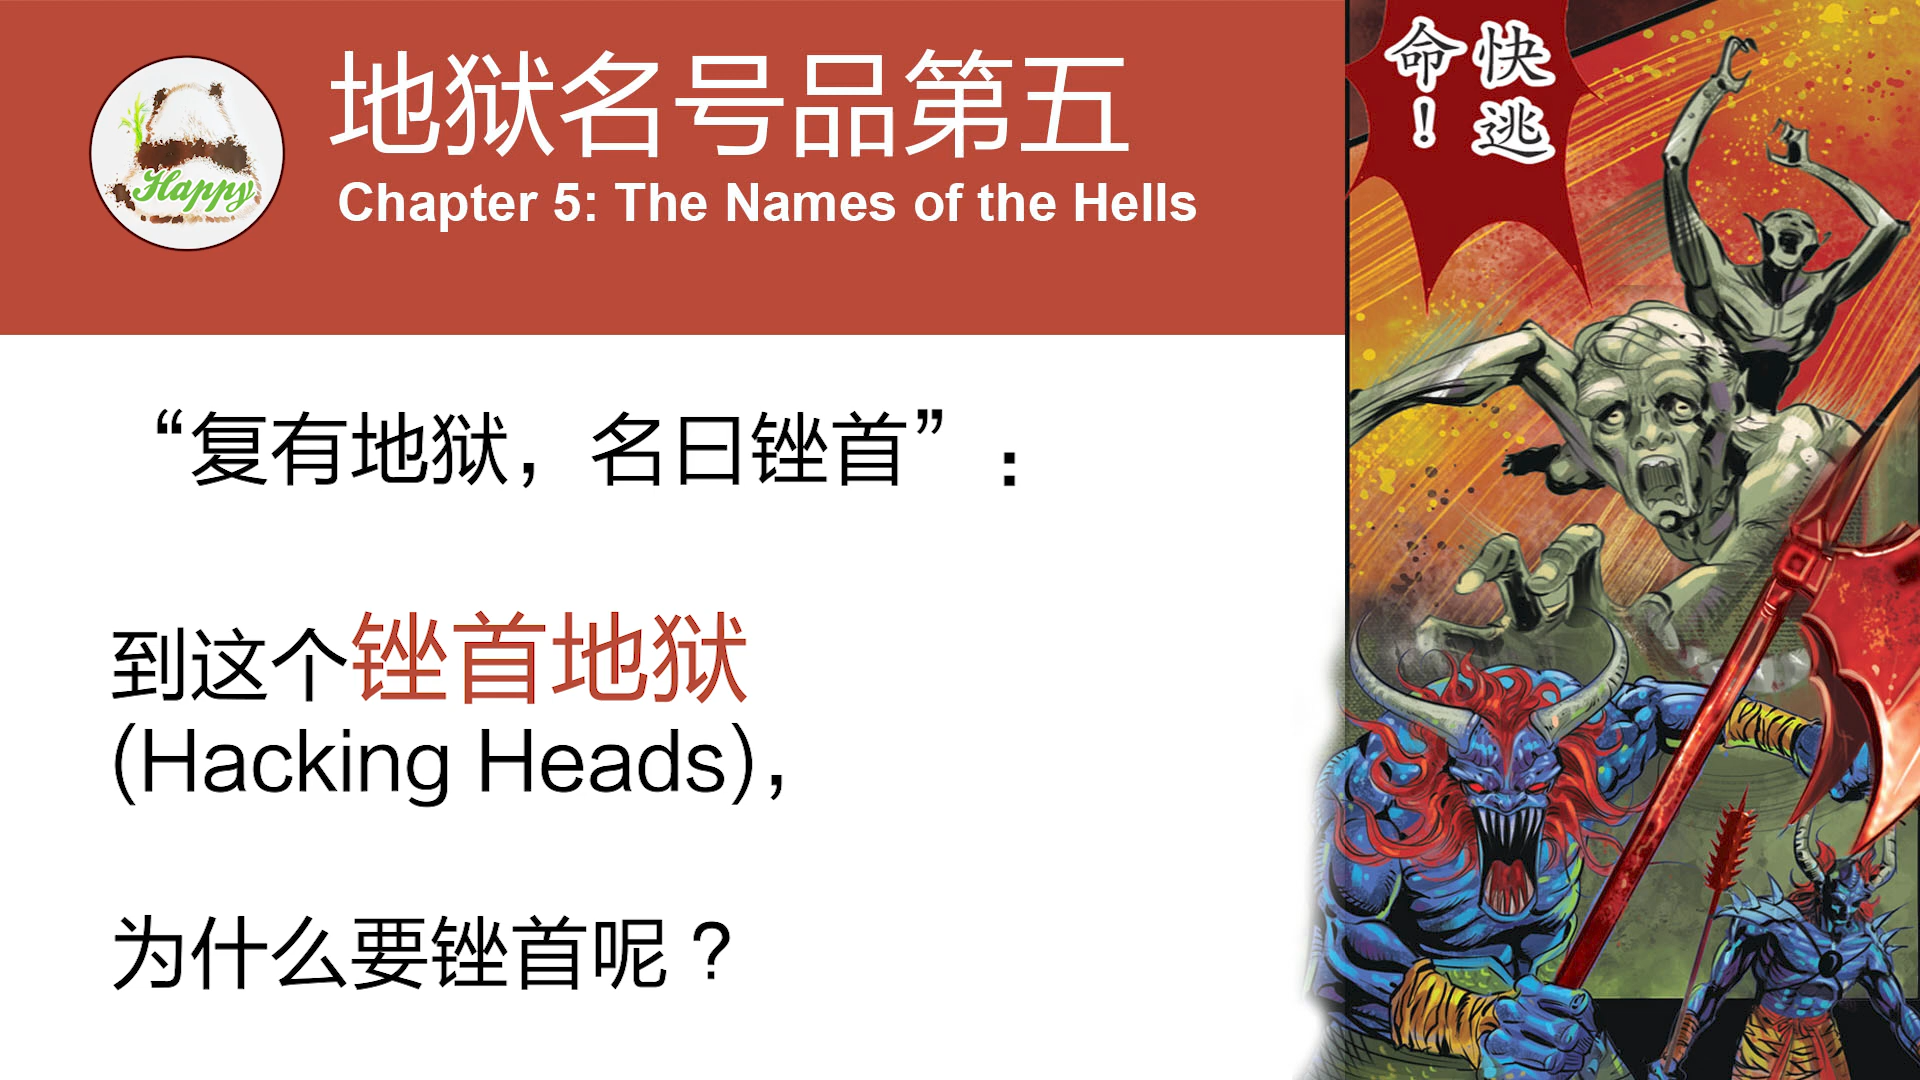 地狱名号品第五
Chapter 5: The Names of the Hells
Happy
“复有地狱，名曰锉首”：
到这个锉首地狱
(Hacking Heads)，
为什么要锉首呢？
快逃
命！